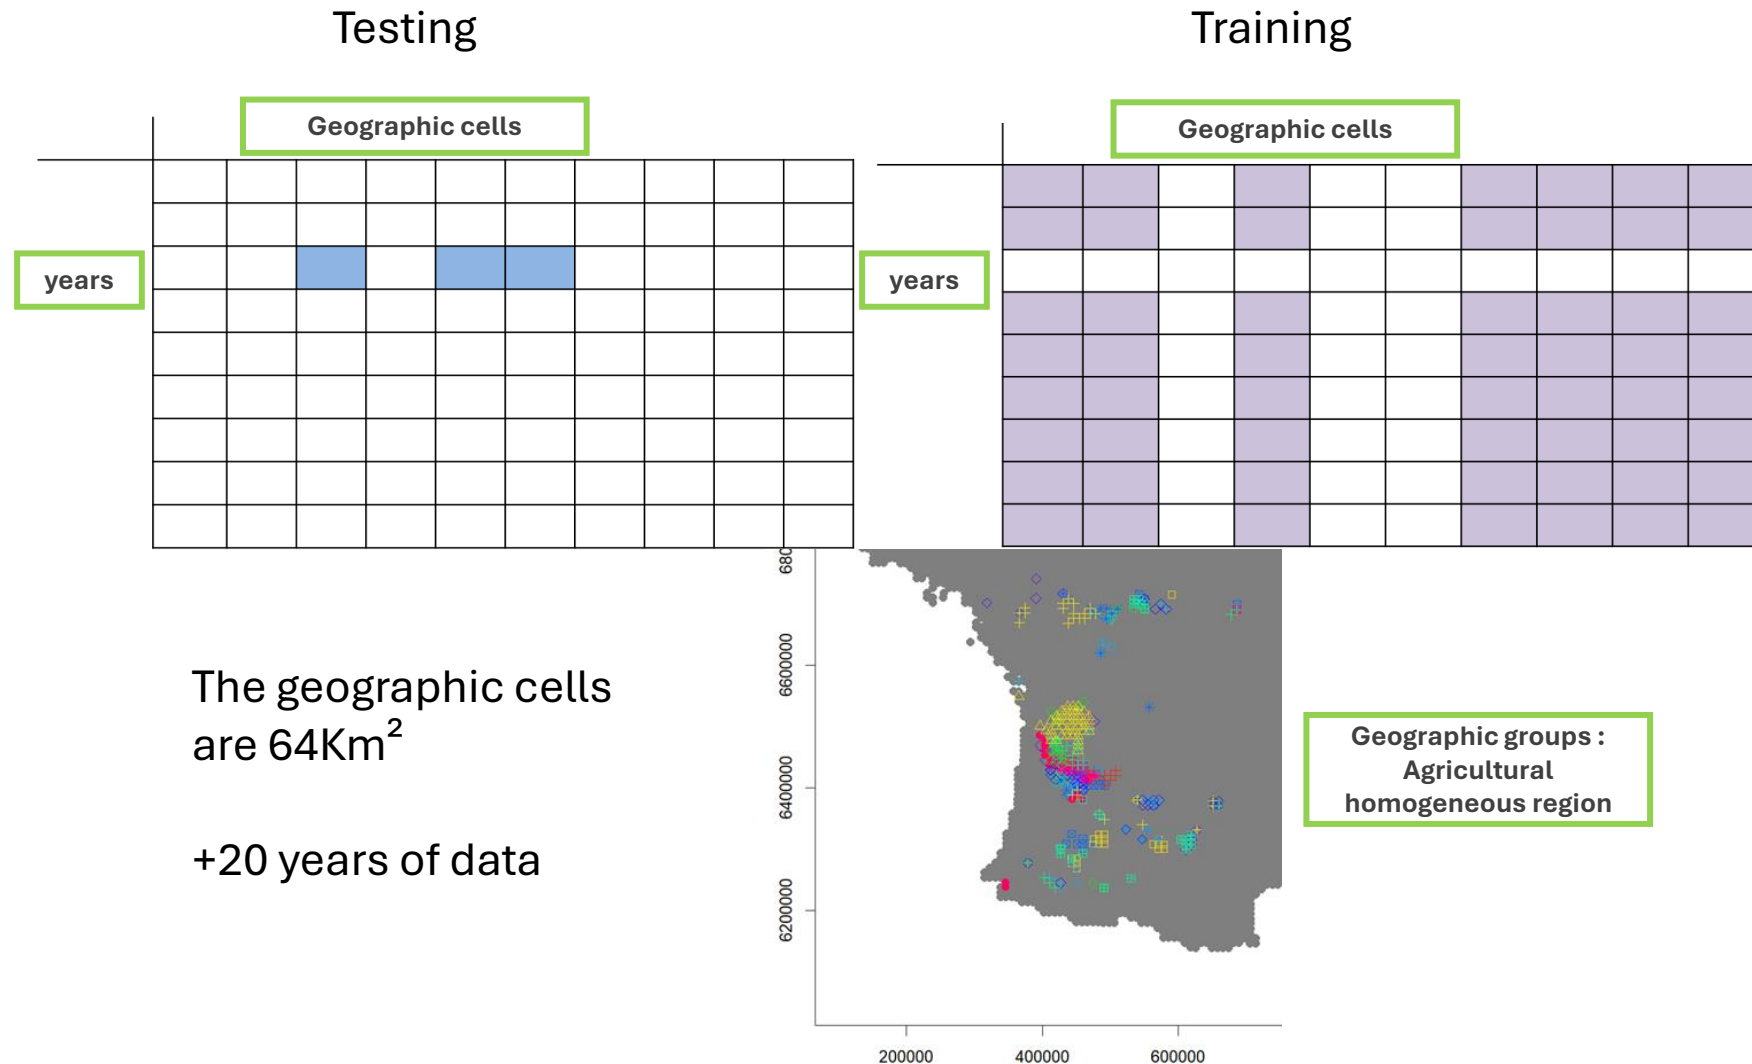 Testing
Training
Geographic cells
Geographic cells
years
years
The geographic cells
are 64Km²
+20 years of data
680
6600000
6400000
6200000
200000
400000
600000
Geographic groups :
Agricultural
homogeneous region